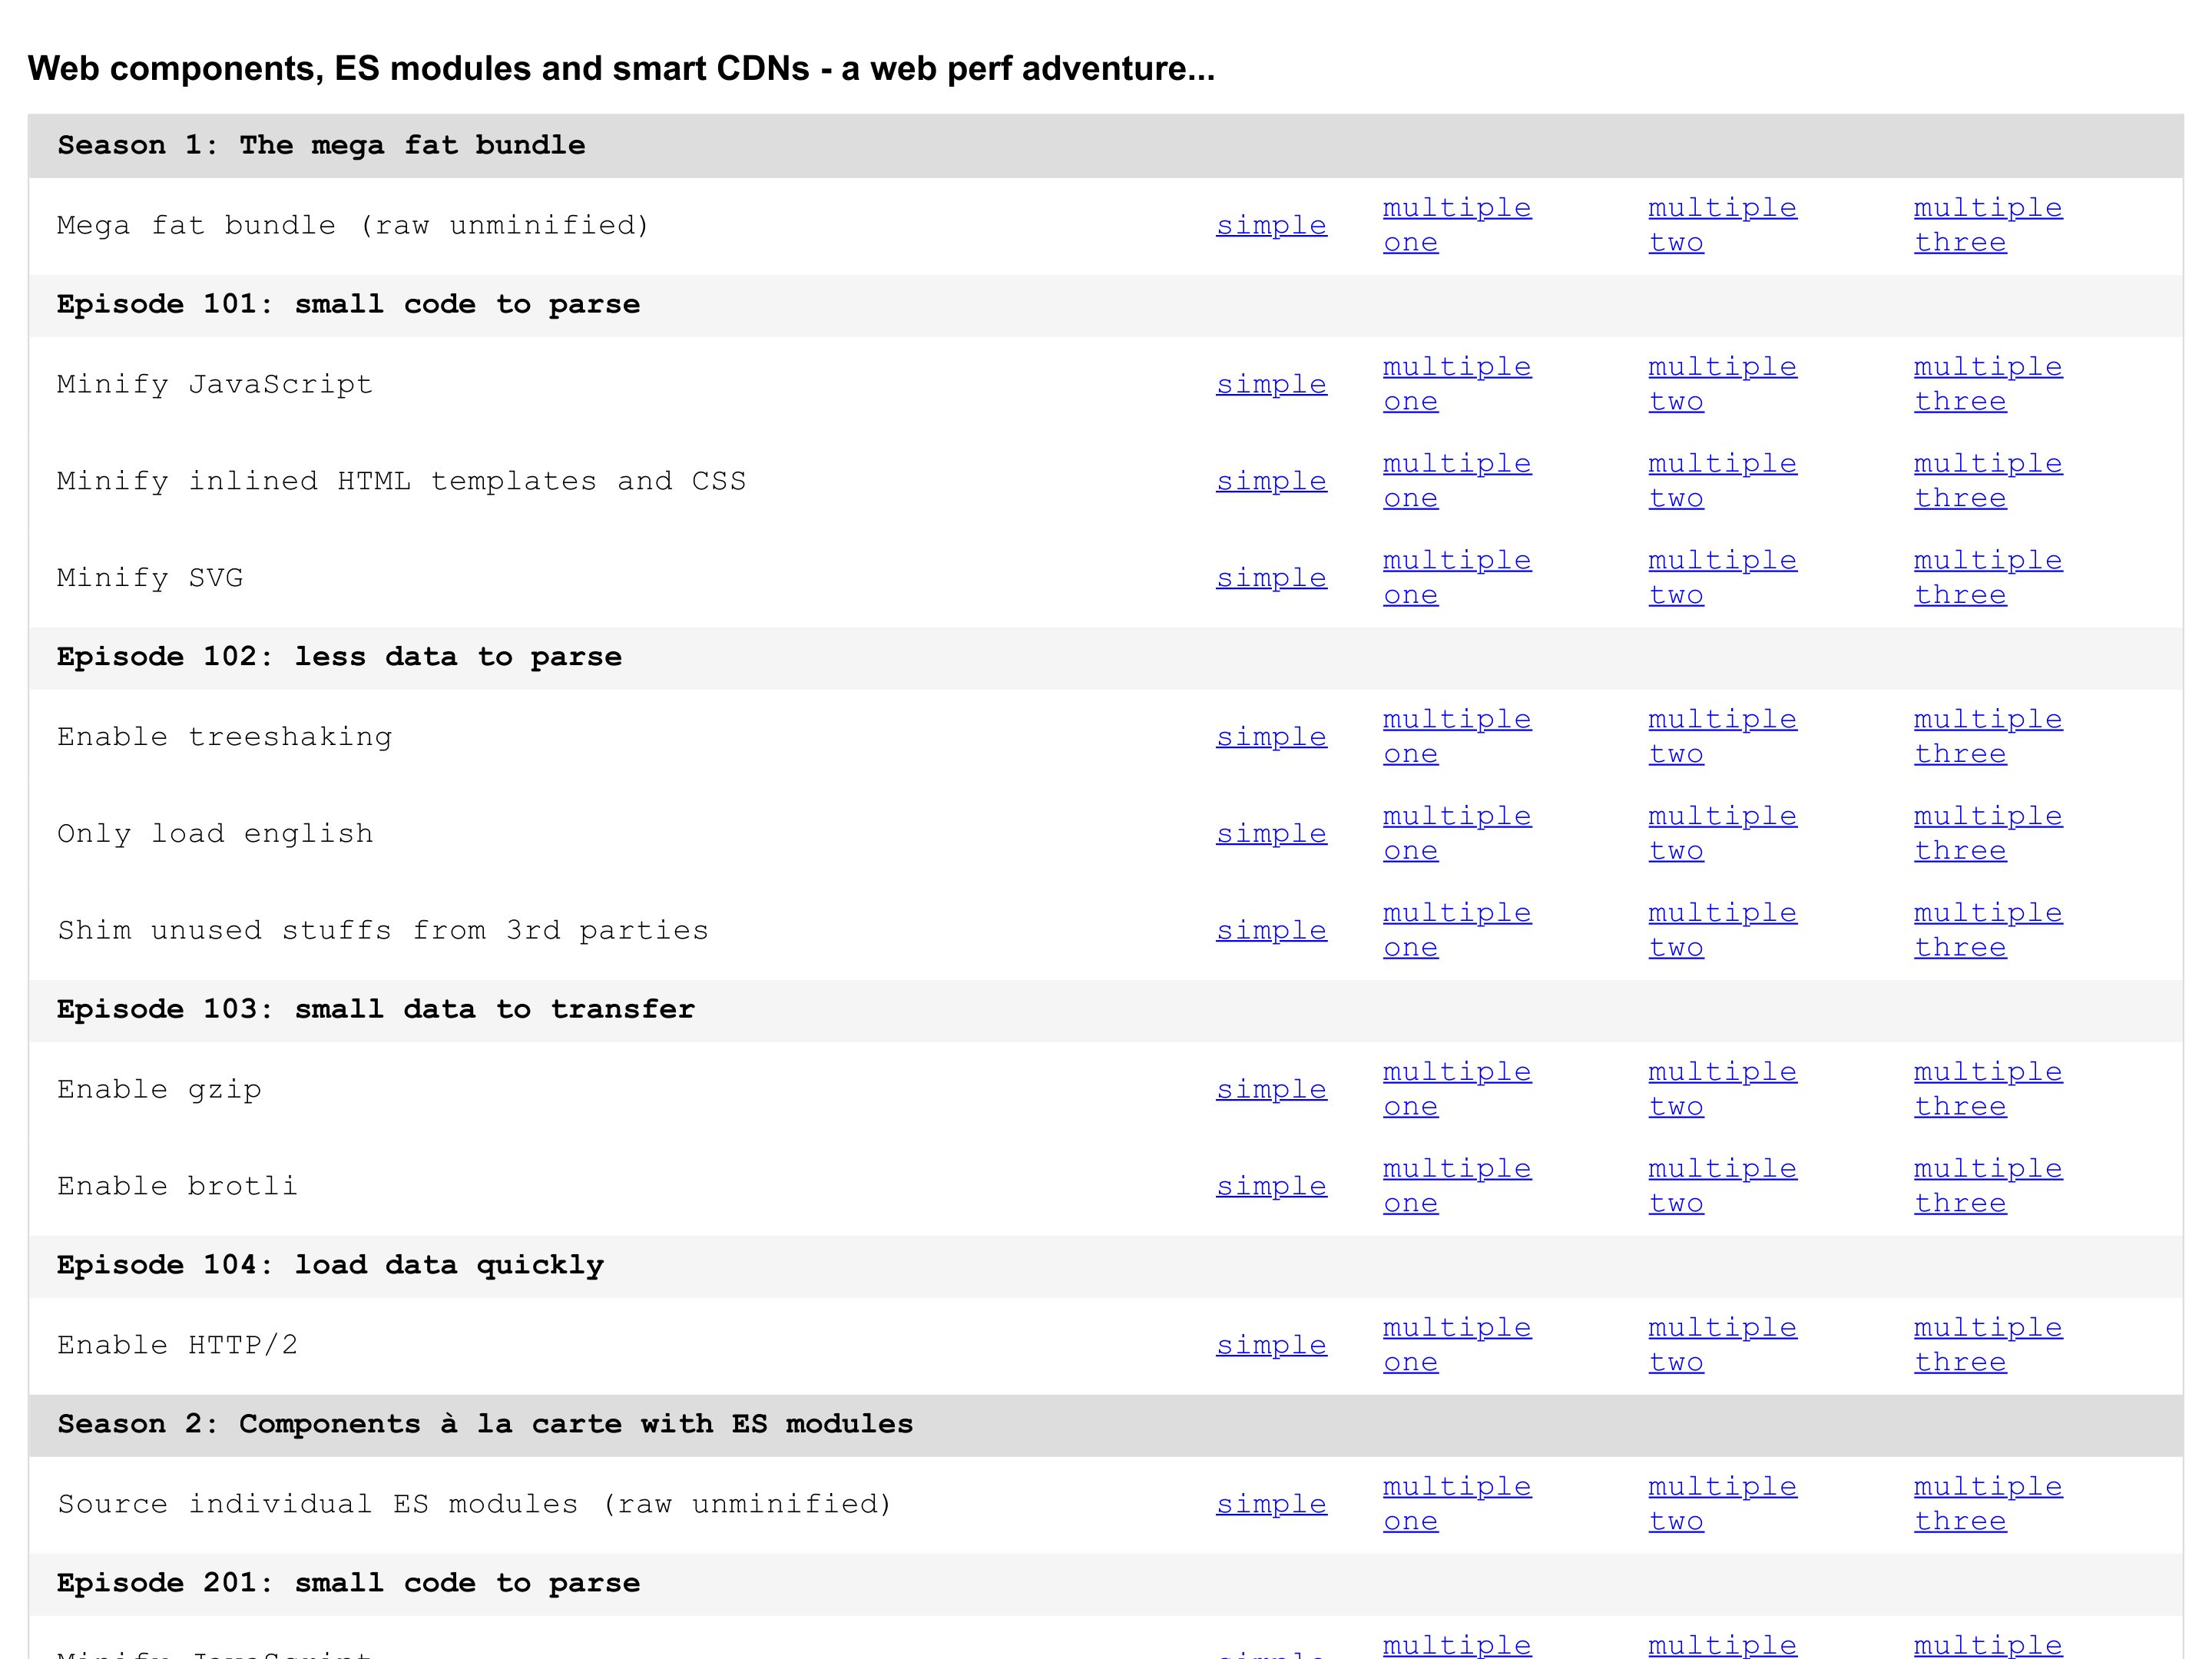 Web components, ES modules and smart CDNs - a web perf adventure...
Season 1: The mega fat bundle
Mega fat bundle (raw unminified) simple multiple one multiple two multiple three
Episode 101: small code to parse
Minify JavaScript simple multiple one multiple two multiple three
Minify inlined HTML templates and CSS simple multiple one multiple two multiple three
Minify SVG simple multiple one multiple two multiple three
Episode 102: less data to parse
Enable treeshaking simple multiple one multiple two multiple three
Only load english simple multiple one multiple two multiple three
Shim unused stuffs from 3rd parties simple multiple one multiple two multiple three
Episode 103: small data to transfer
Enable gzip simple multiple one multiple two multiple three
Enable brotli simple multiple one multiple two multiple three
Episode 104: load data quickly
Enable HTTP/2 simple multiple one multiple two multiple three
Season 2: Components à la carte with ES modules
Source individual ES modules (raw unminified) simple multiple one multiple two multiple three
Episode 201: small code to parse
Minify JavaScript simple multiple multiple multiple